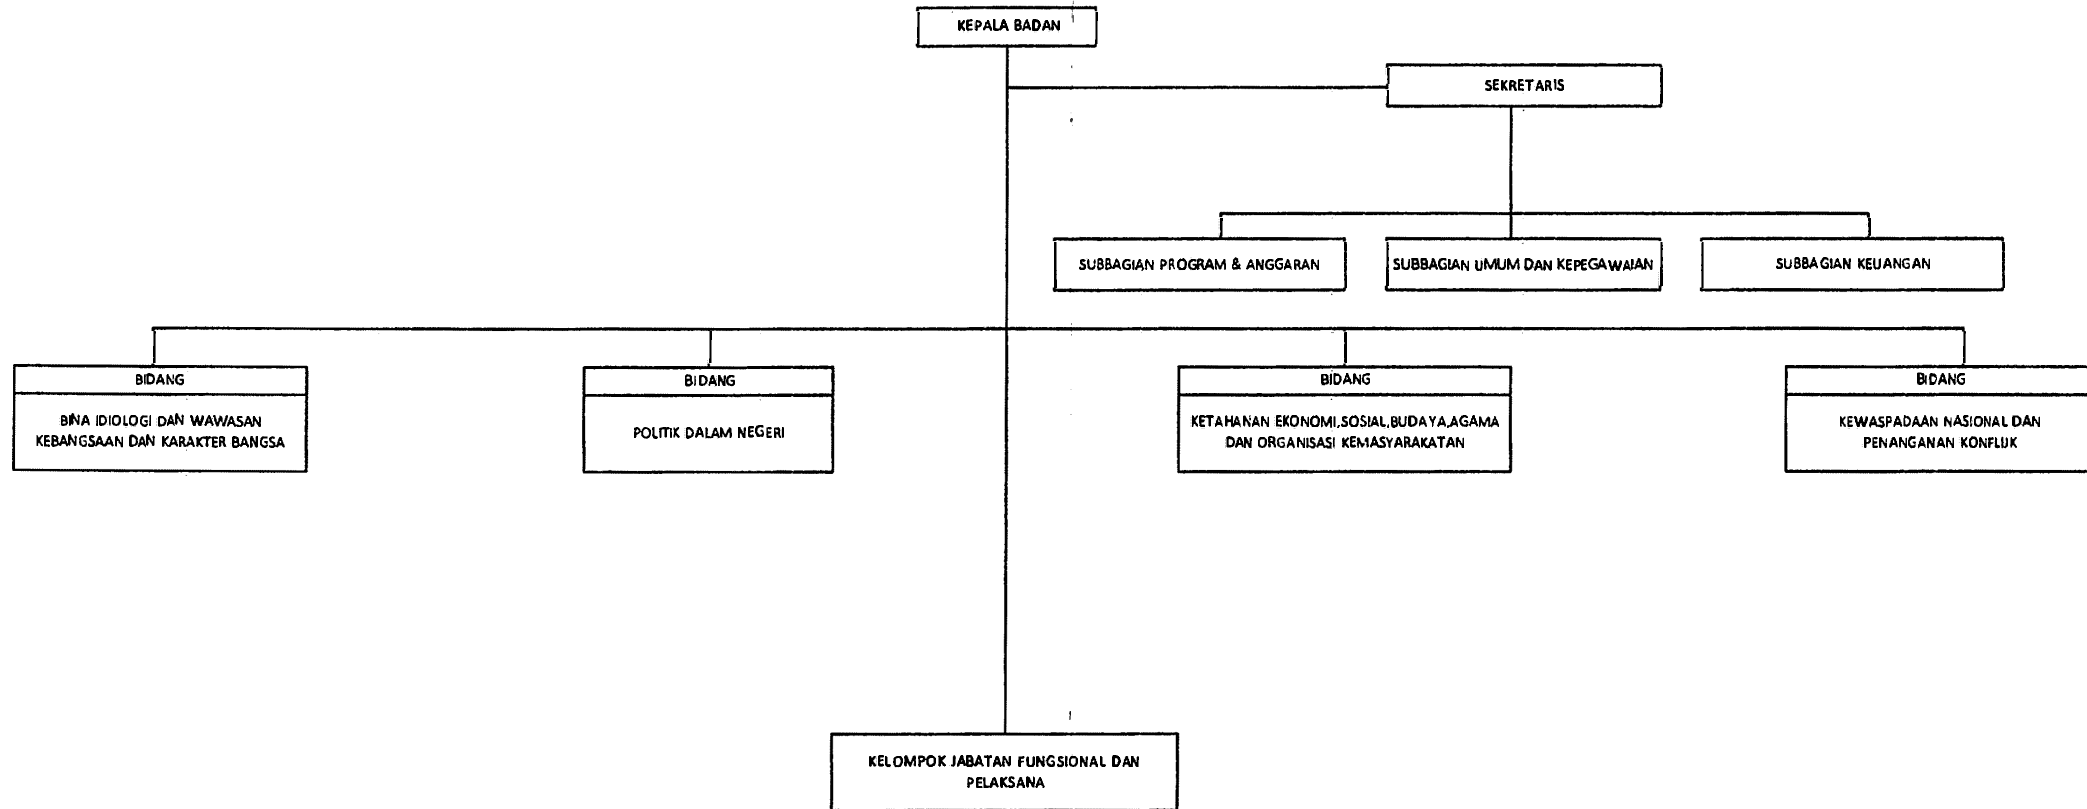 KEPALA BADAN
SEKRETARIS
SUBBAGIAN PROGRAM & ANGGARAN
SUBBAGIAN UMUM DAN KEPEGAWAIAN
SUBBAGIAN KEUANGAN
BIDANG
BINA IDIOLOGI DAN WAWASAN
KEBANGSAAN DAN KARAKTER BANGSA
BIDANG
POLITIK DALAM NEGERI
BIDANG
KETAHANAN EKONOMI,SOSIAL,BUDAYA,AGAMA
DAN ORGANISASI KEMASYARAKATAN
BIDANG
KEWASPADAAN NASIONAL DAN
PENANGANAN KONFLIK
KELOMPOK JABATAN FUNGSIONAL DAN
PELAKSANA